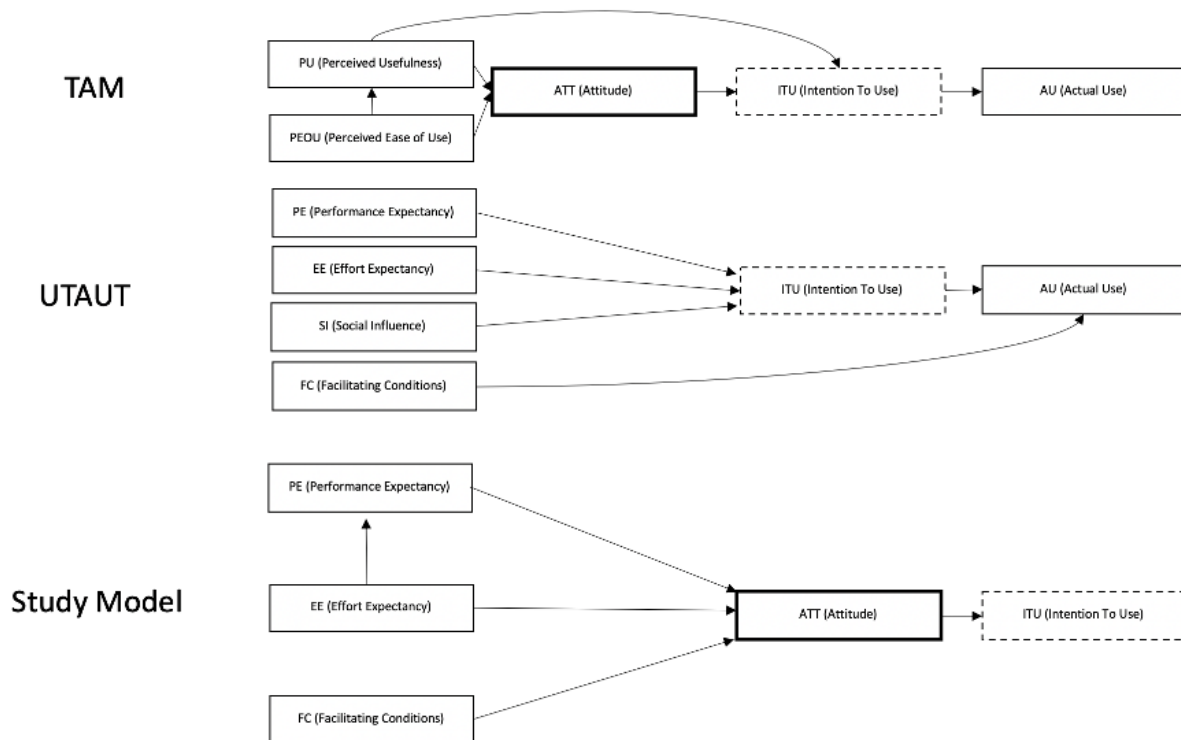 TAM
PU (Perceived Usefulness)
PEOU (Perceived Ease of Use)
ATT (Attitude)
ITU (Intention To Use)
AU (Actual Use)
UTAUT
PE (Performance Expectancy)
EE (Effort Expectancy)
SI (Social Influence)
FC (Facilitating Conditions)
ITU (Intention To Use)
AU (Actual Use)
Study Model
PE (Performance Expectancy)
EE (Effort Expectancy)
FC (Facilitating Conditions)
ATT (Attitude)
ITU (Intention To Use)